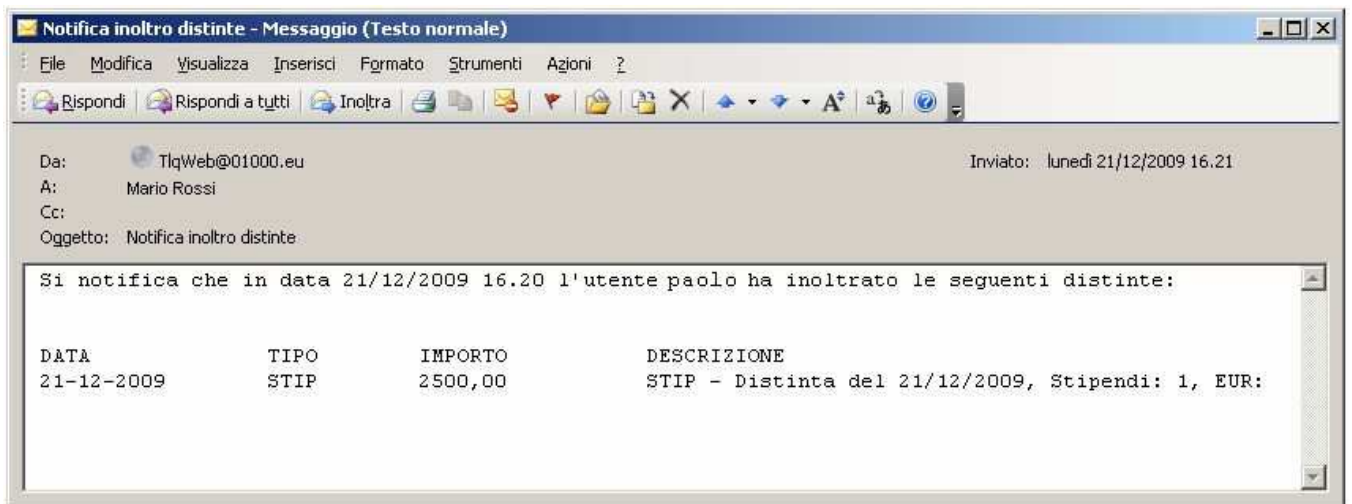 Notifica inoltro distinte - Messaggio (Testo normale)
File Modifica Visualizza Inserisci Formato Strumenti Azioni ?
Rispondi Rispondi a tutti Inoltra
Da: TlqWeb@01000.eu Inviato: lunedì 21/12/2009 16.21
A: Mario Rossi
Cc:
Oggetto: Notifica inoltro distinte
Si notifica che in data 21/12/2009 16.20 l'utente paolo ha inoltrato le seguenti distinte:
DATA TIPO IMPORTO DESCRIZIONE
21-12-2009 STIP 2500,00 STIP - Distinta del 21/12/2009, Stipendi: 1, EUR: